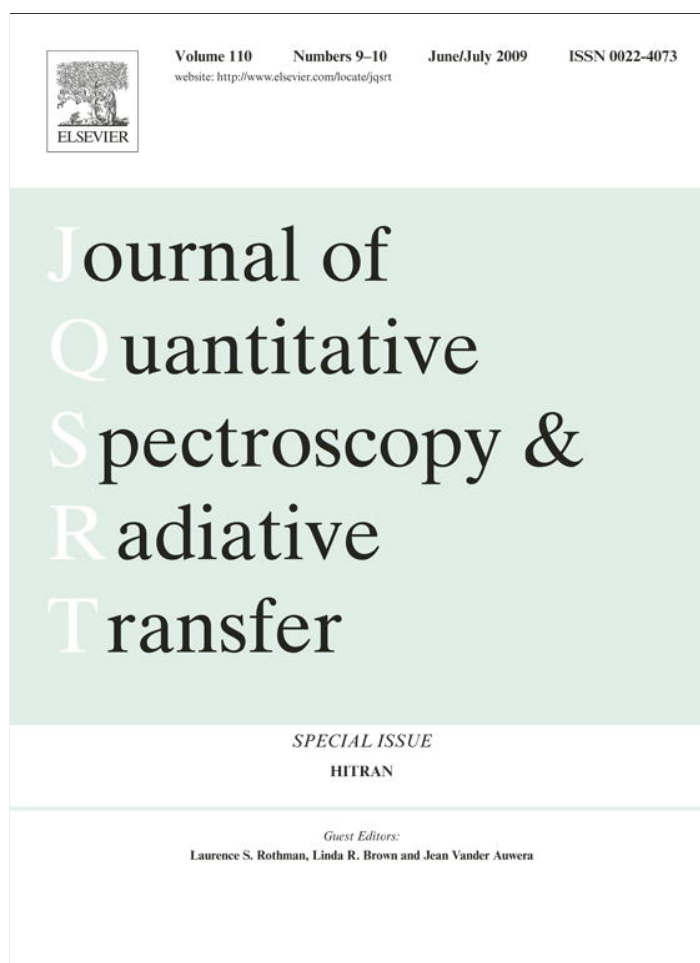 Volume 110 Numbers 9–10 June/July 2009 ISSN 0022-4073
website: http://www.elsevier.com/locate/jqsrt
ELSEVIER
Journal of
Quantitative
Spectroscopy &
Radiative
Transfer
SPECIAL ISSUE
HITRAN
Guest Editors:
Laurence S. Rothman, Linda R. Brown and Jean Vander Auwera